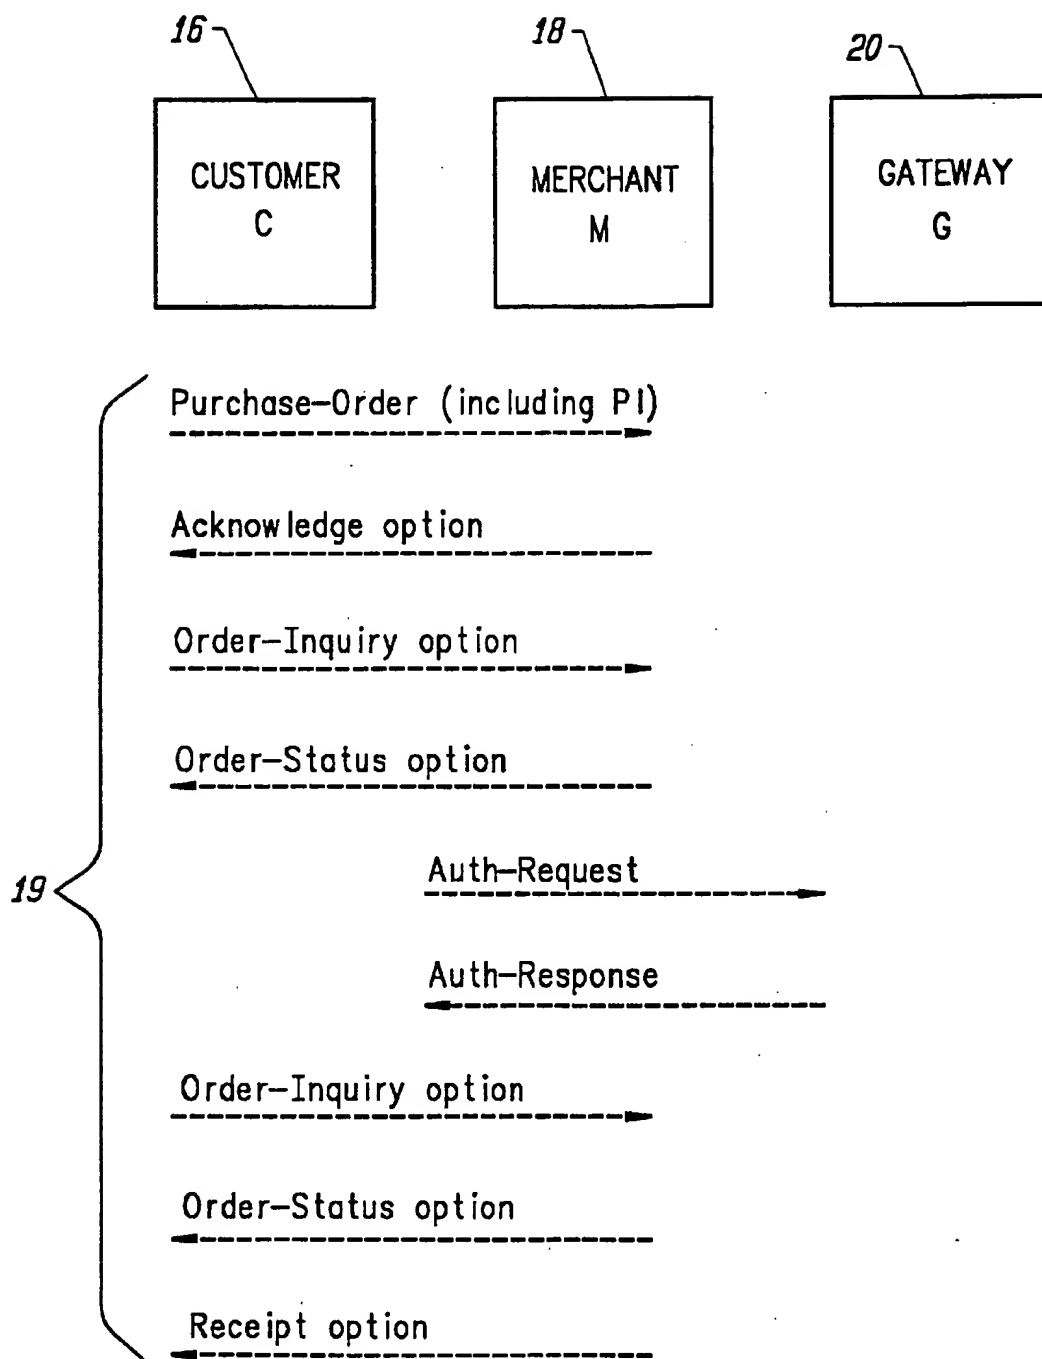 16
18
20
CUSTOMER
C
MERCHANT
M
GATEWAY
G
Purchase-Order (including PI)
Acknowledge option
Order-Inquiry option
Order-Status option
Auth-Request
19
Auth-Response
Order-Inquiry option
Order-Status option
Receipt option